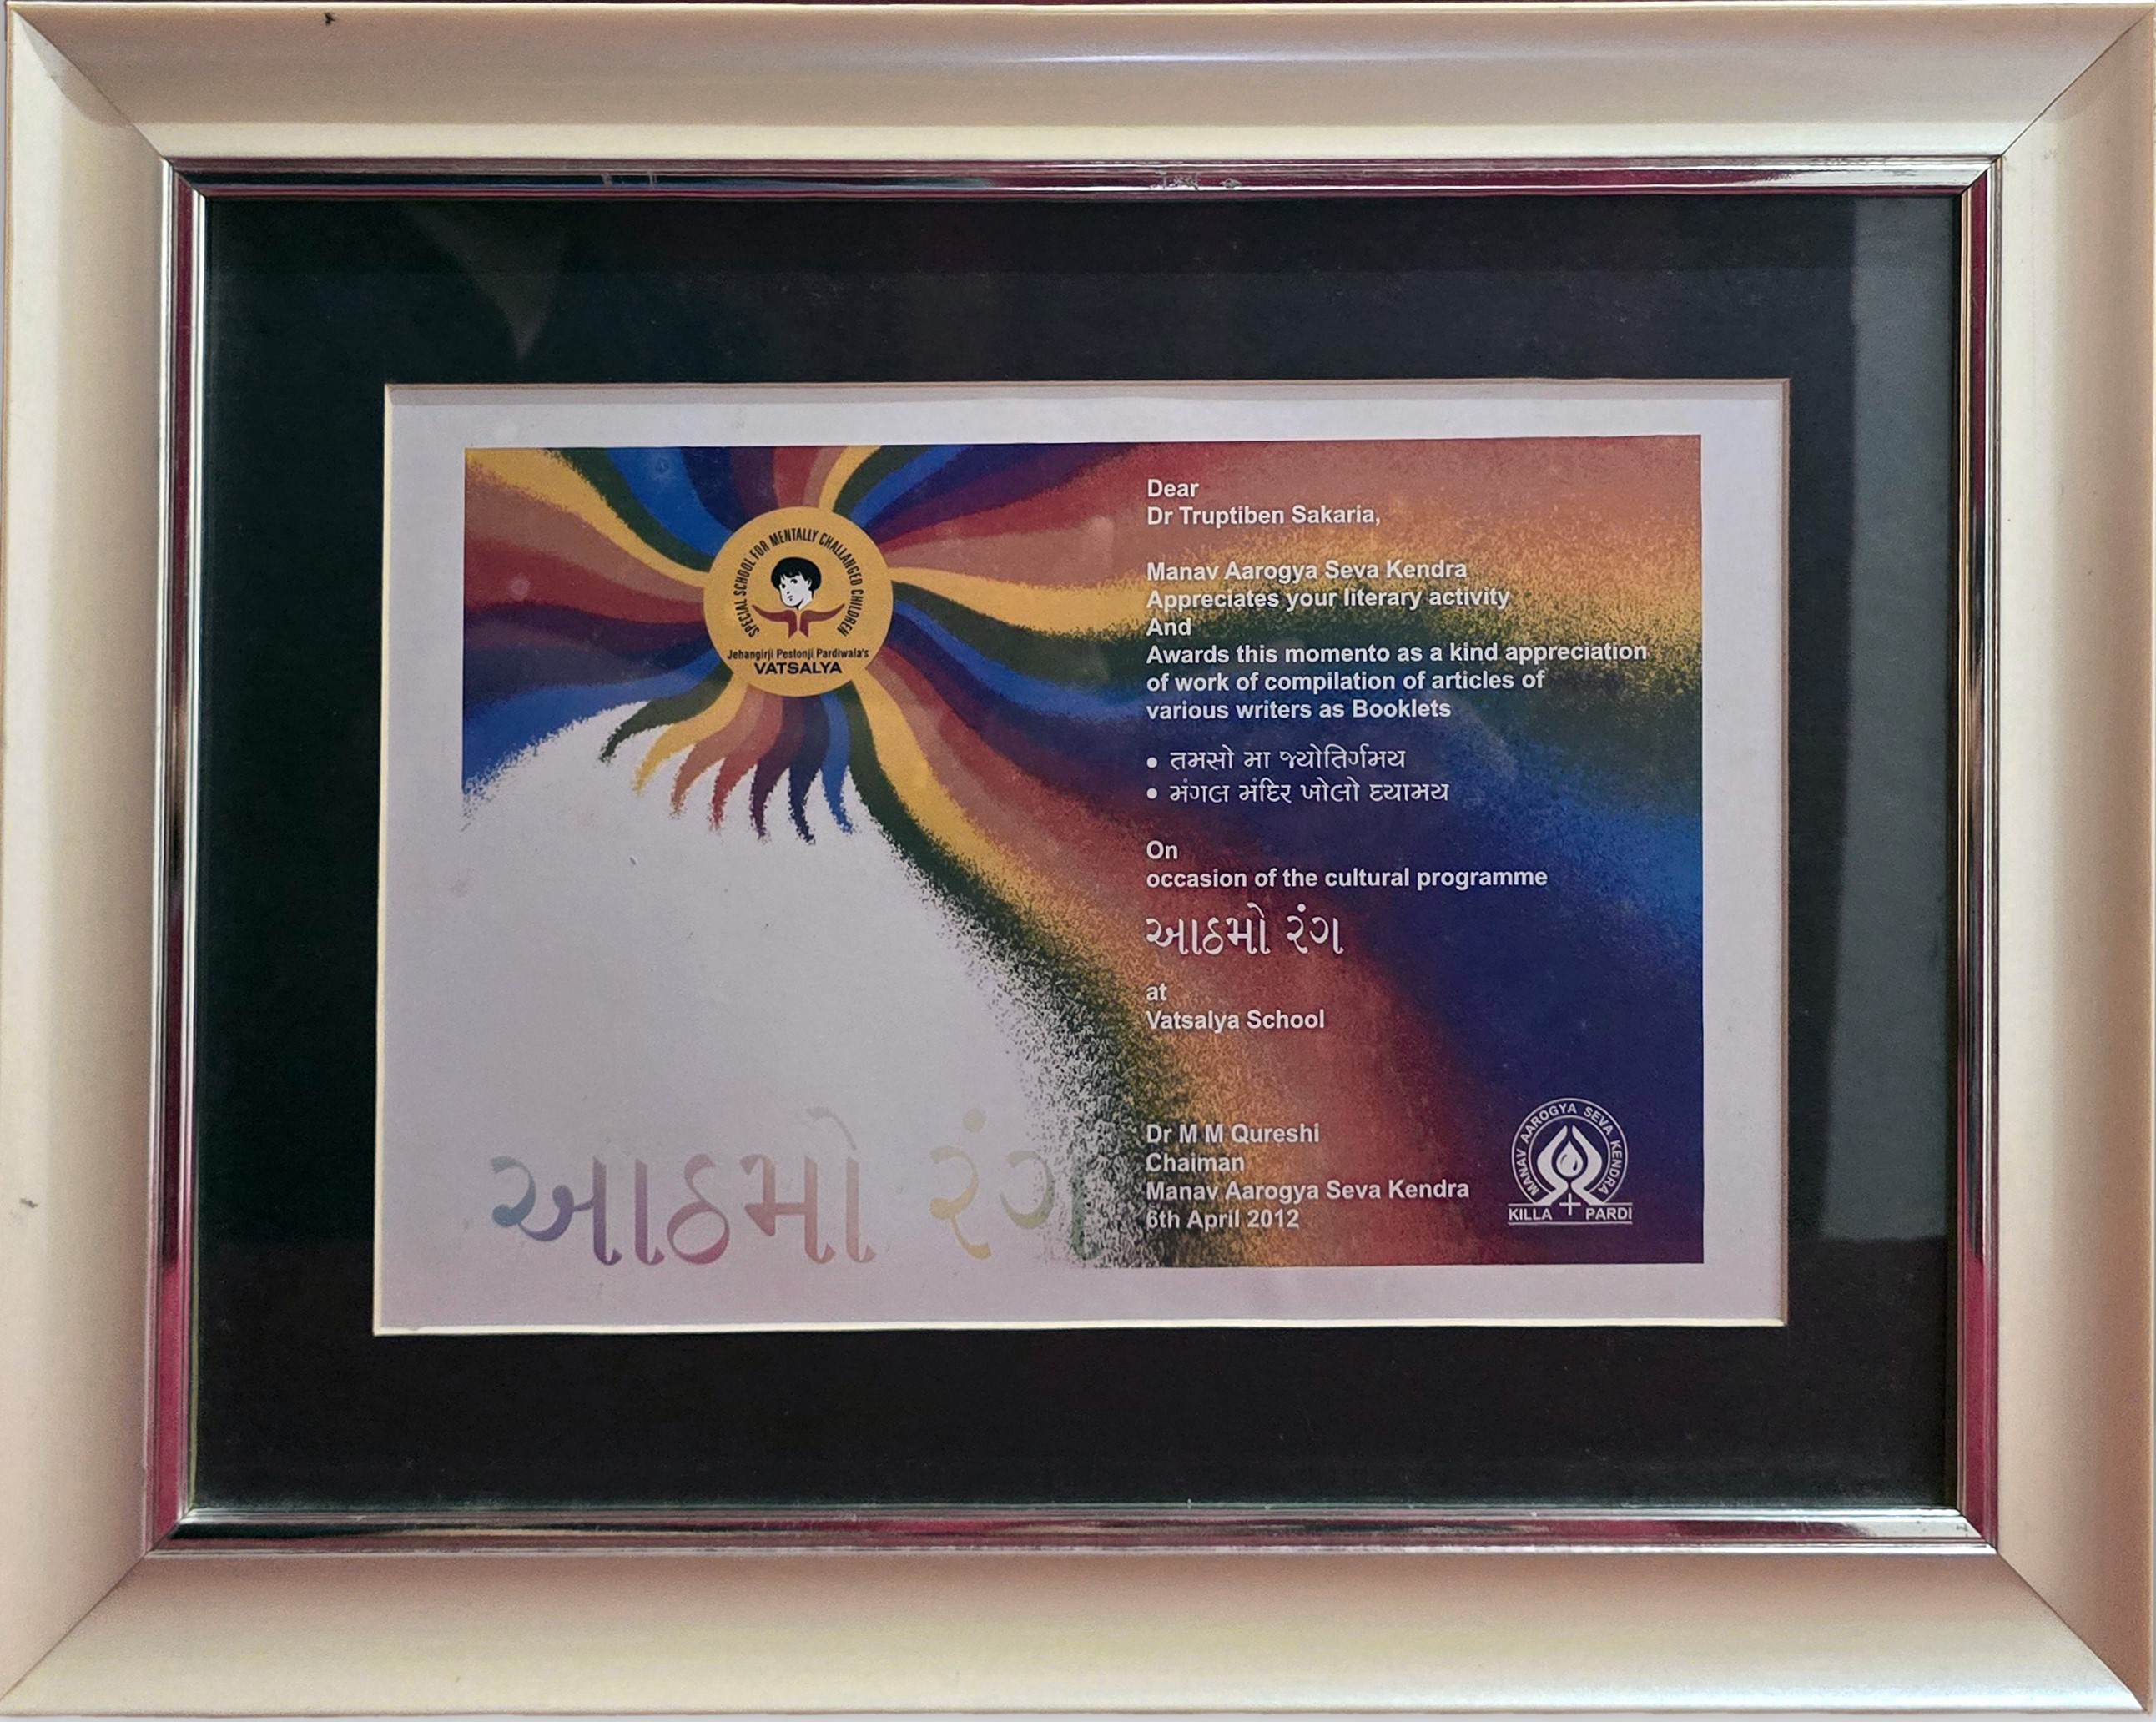 SPECIAL SCHOOL FOR MENTALLY CHALLANGED CHILDREN
Jehangirji Pestonji Pardiwala's
VATSALYA
Dear
Dr Truptiben Sakaria,
Manav Aarogya Seva Kendra
Appreciates your literary activity
And
Awards this momento as a kind appreciation
of work of compilation of articles of
various writers as Booklets
• તમસો મા જ્યોતિર્ગમય
• મંગલ મંદિર ખોલો દયામય
On
occasion of the cultural programme
આઠમો રંગ
at
Vatsalya School
Dr M M Qureshi
Chaiman
Manav Aarogya Seva Kendra
6th April 2012
MANAV AAROGYA SEVA KENDRA
KILLA PARDI
આઠમો રંગ